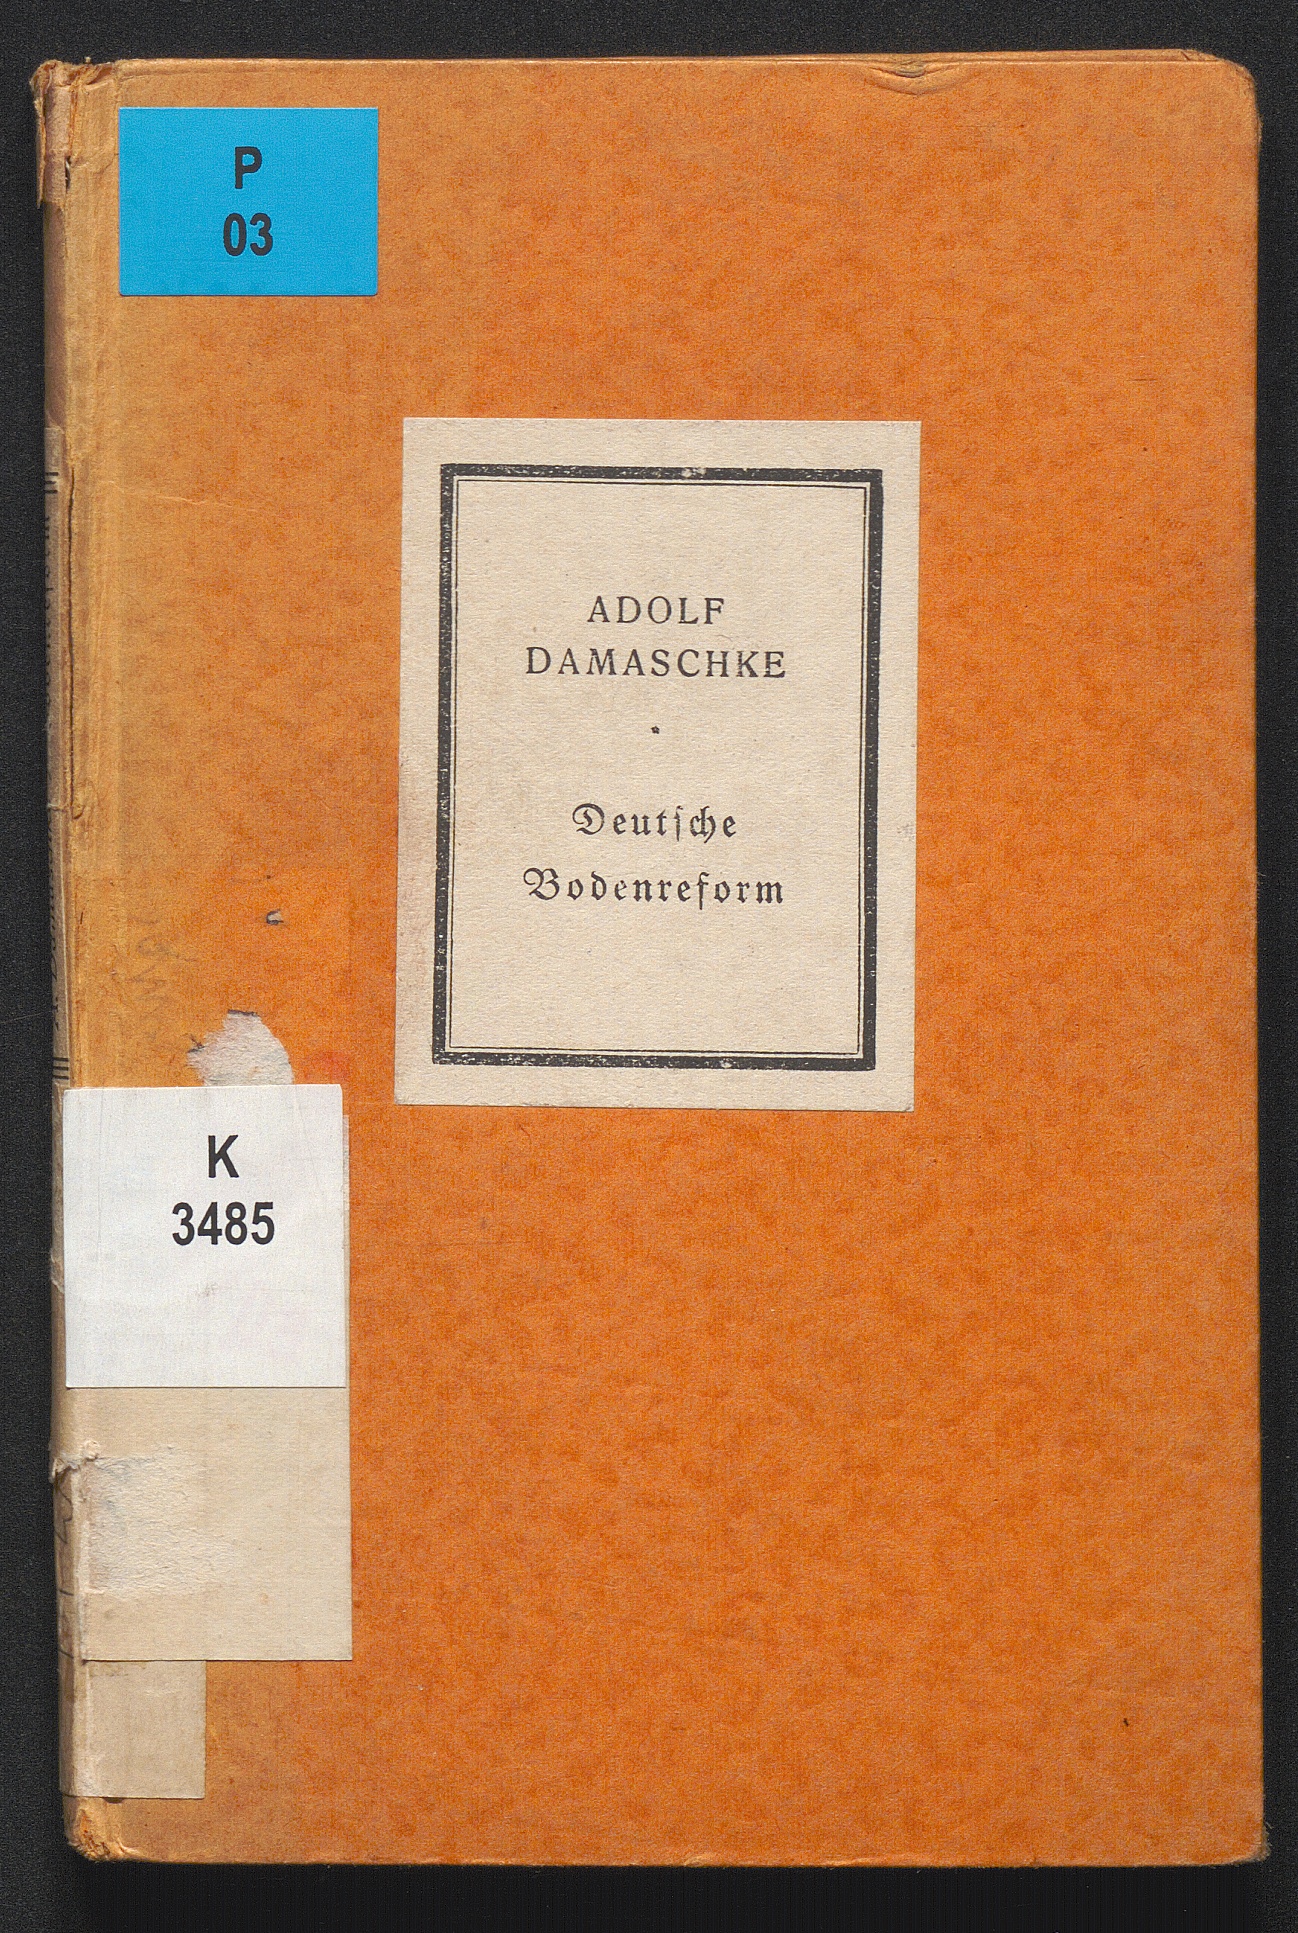 P
03
ADOLF
DAMASCHKE
Deutſche
Bodenreform
K
3485